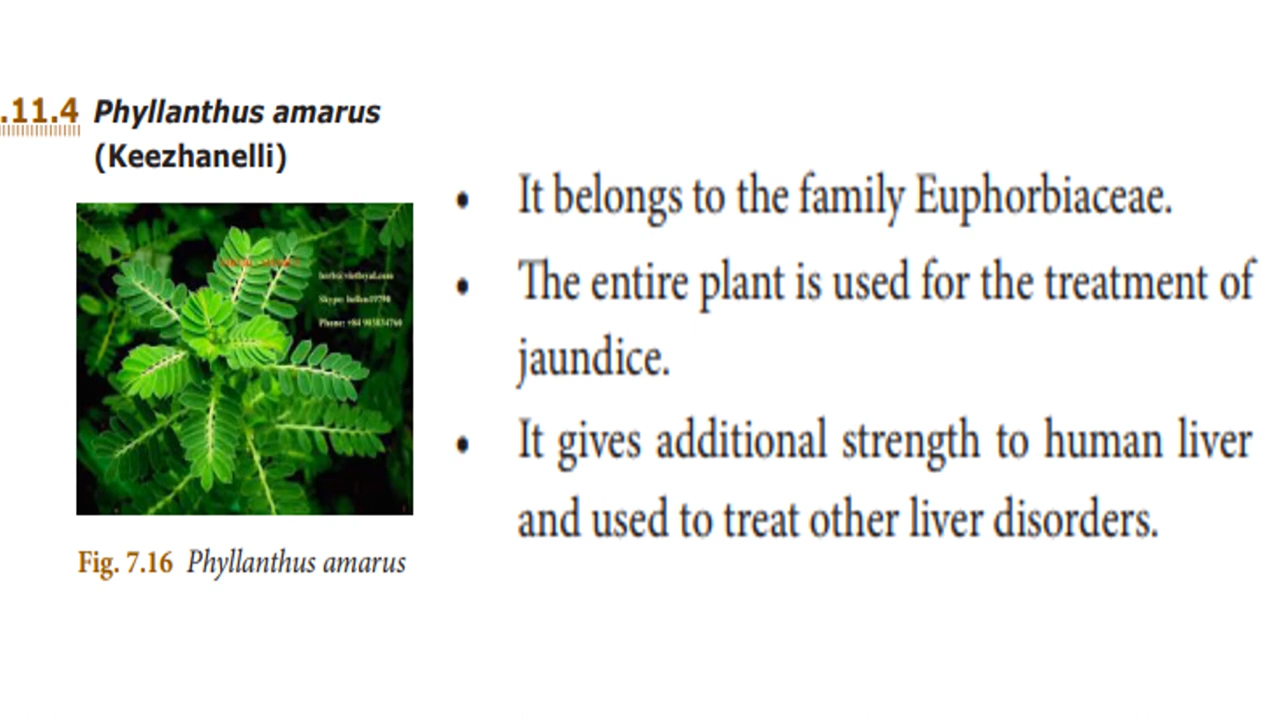 .11.4 Phyllanthus amarus
(Keezhanelli)
Fig. 7.16 Phyllanthus amarus
• It belongs to the family Euphorbiaceae.
• The entire plant is used for the treatment of
jaundice.
• It gives additional strength to human liver
and used to treat other liver disorders.